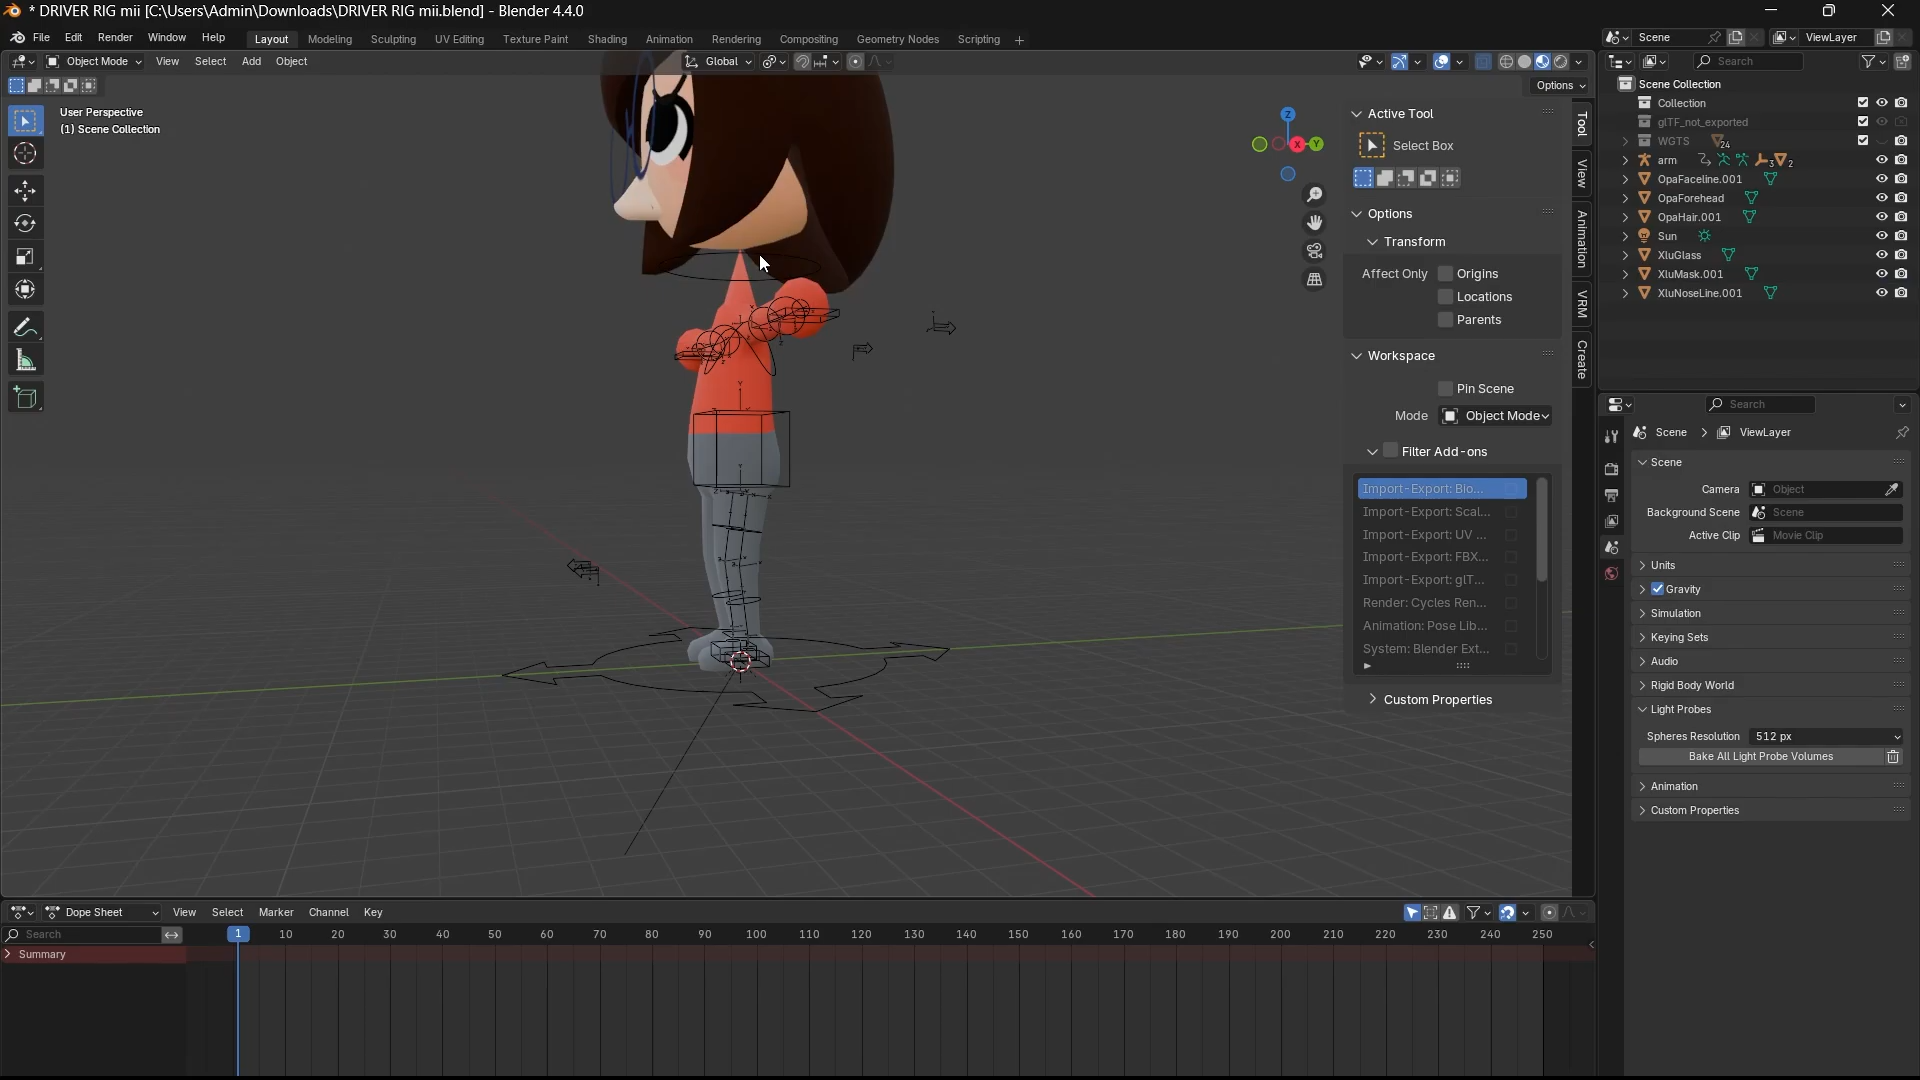 * DRIVER RIG mii [C:\Users\Admin\Downloads\DRIVER RIG mii.blend] - Blender 4.4.0
File Edit Render Window Help Layout Modeling Sculpting UV Editing Texture Paint Shading Animation Rendering Compositing Geometry Nodes Scripting + Scene ViewLayer
Object Mode View Select Add Object Global Search
Options
User Perspective
(1) Scene Collection
Z
X
Y
Active Tool
Select Box
Options
Transform
Affect Only Origins
Locations
Parents
Workspace
Pin Scene
Mode Object Mode
Filter Add-ons
Import-Export: Bio...
Import-Export: Scal...
Import-Export: UV ...
Import-Export: FBX...
Import-Export: glT...
Render: Cycles Ren...
Animation: Pose Lib...
System: Blender Ext...
Custom Properties
Tool
View
Animation
VRM
Create
Scene Collection
Collection
glTF_not_exported
WGTS 24
arm 3 2
OpaFaceline.001
OpaForehead
OpaHair.001
Sun
XluGlass
XluMask.001
XluNoseLine.001
Search
Scene > ViewLayer
Scene
Camera Object
Background Scene Scene
Active Clip Movie Clip
Units
Gravity
Simulation
Keying Sets
Audio
Rigid Body World
Light Probes
Spheres Resolution 512 px
Bake All Light Probe Volumes
Animation
Custom Properties
Dope Sheet View Select Marker Channel Key
Search 1 10 20 30 40 50 60 70 80 90 100 110 120 130 140 150 160 170 180 190 200 210 220 230 240 250
Summary